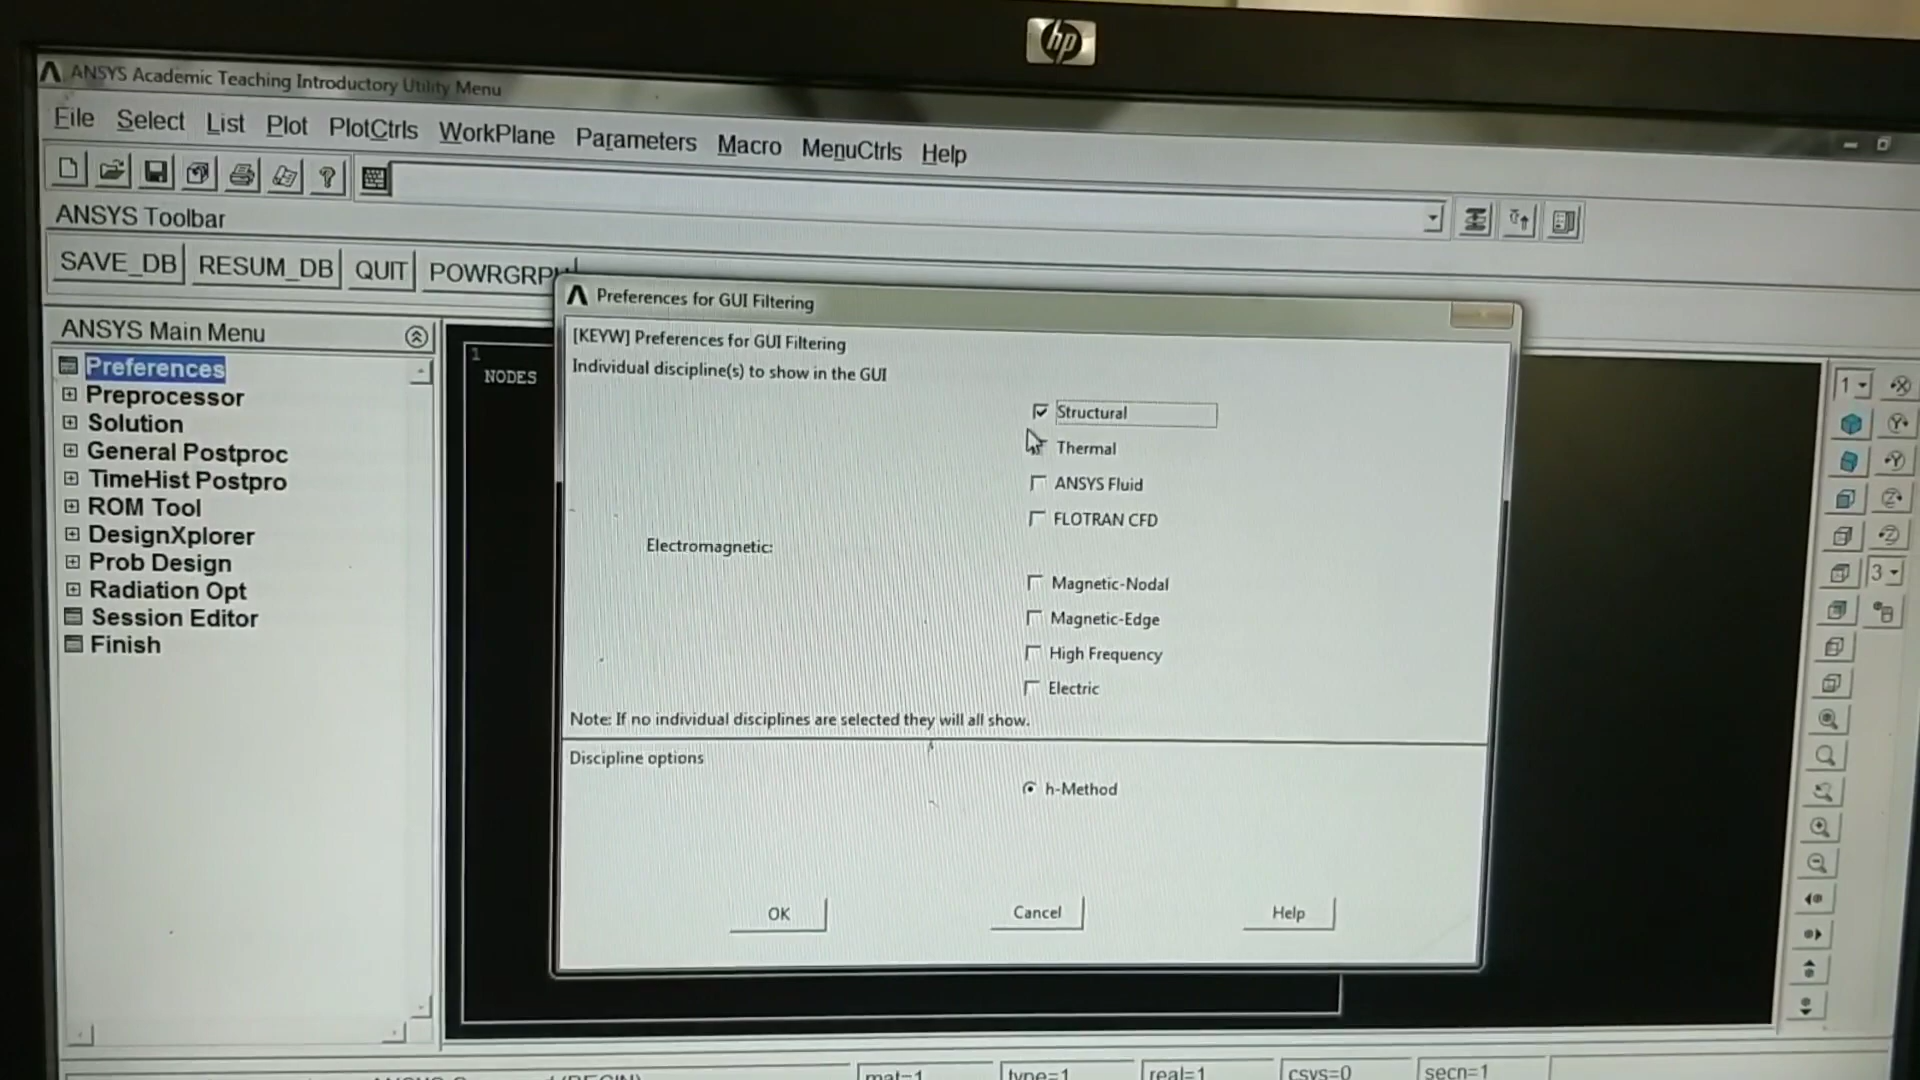 hp
ANSYS Academic Teaching Introductory Utility Menu
File Select List Plot PlotCtrls WorkPlane Parameters Macro MenuCtrls Help
ANSYS Toolbar
SAVE_DB RESUM_DB QUIT POWRGRPH
ANSYS Main Menu
Preferences
Preprocessor
Solution
General Postproc
TimeHist Postpro
ROM Tool
DesignXplorer
Prob Design
Radiation Opt
Session Editor
Finish
1
NODES
Preferences for GUI Filtering
[KEYW] Preferences for GUI Filtering
Individual discipline(s) to show in the GUI
Structural
Thermal
ANSYS Fluid
FLOTRAN CFD
Electromagnetic:
Magnetic-Nodal
Magnetic-Edge
High Frequency
Electric
Note: If no individual disciplines are selected they will all show.
Discipline options
h-Method
OK Cancel Help
1
3
mat=1 type=1 real=1 csys=0 secn=1